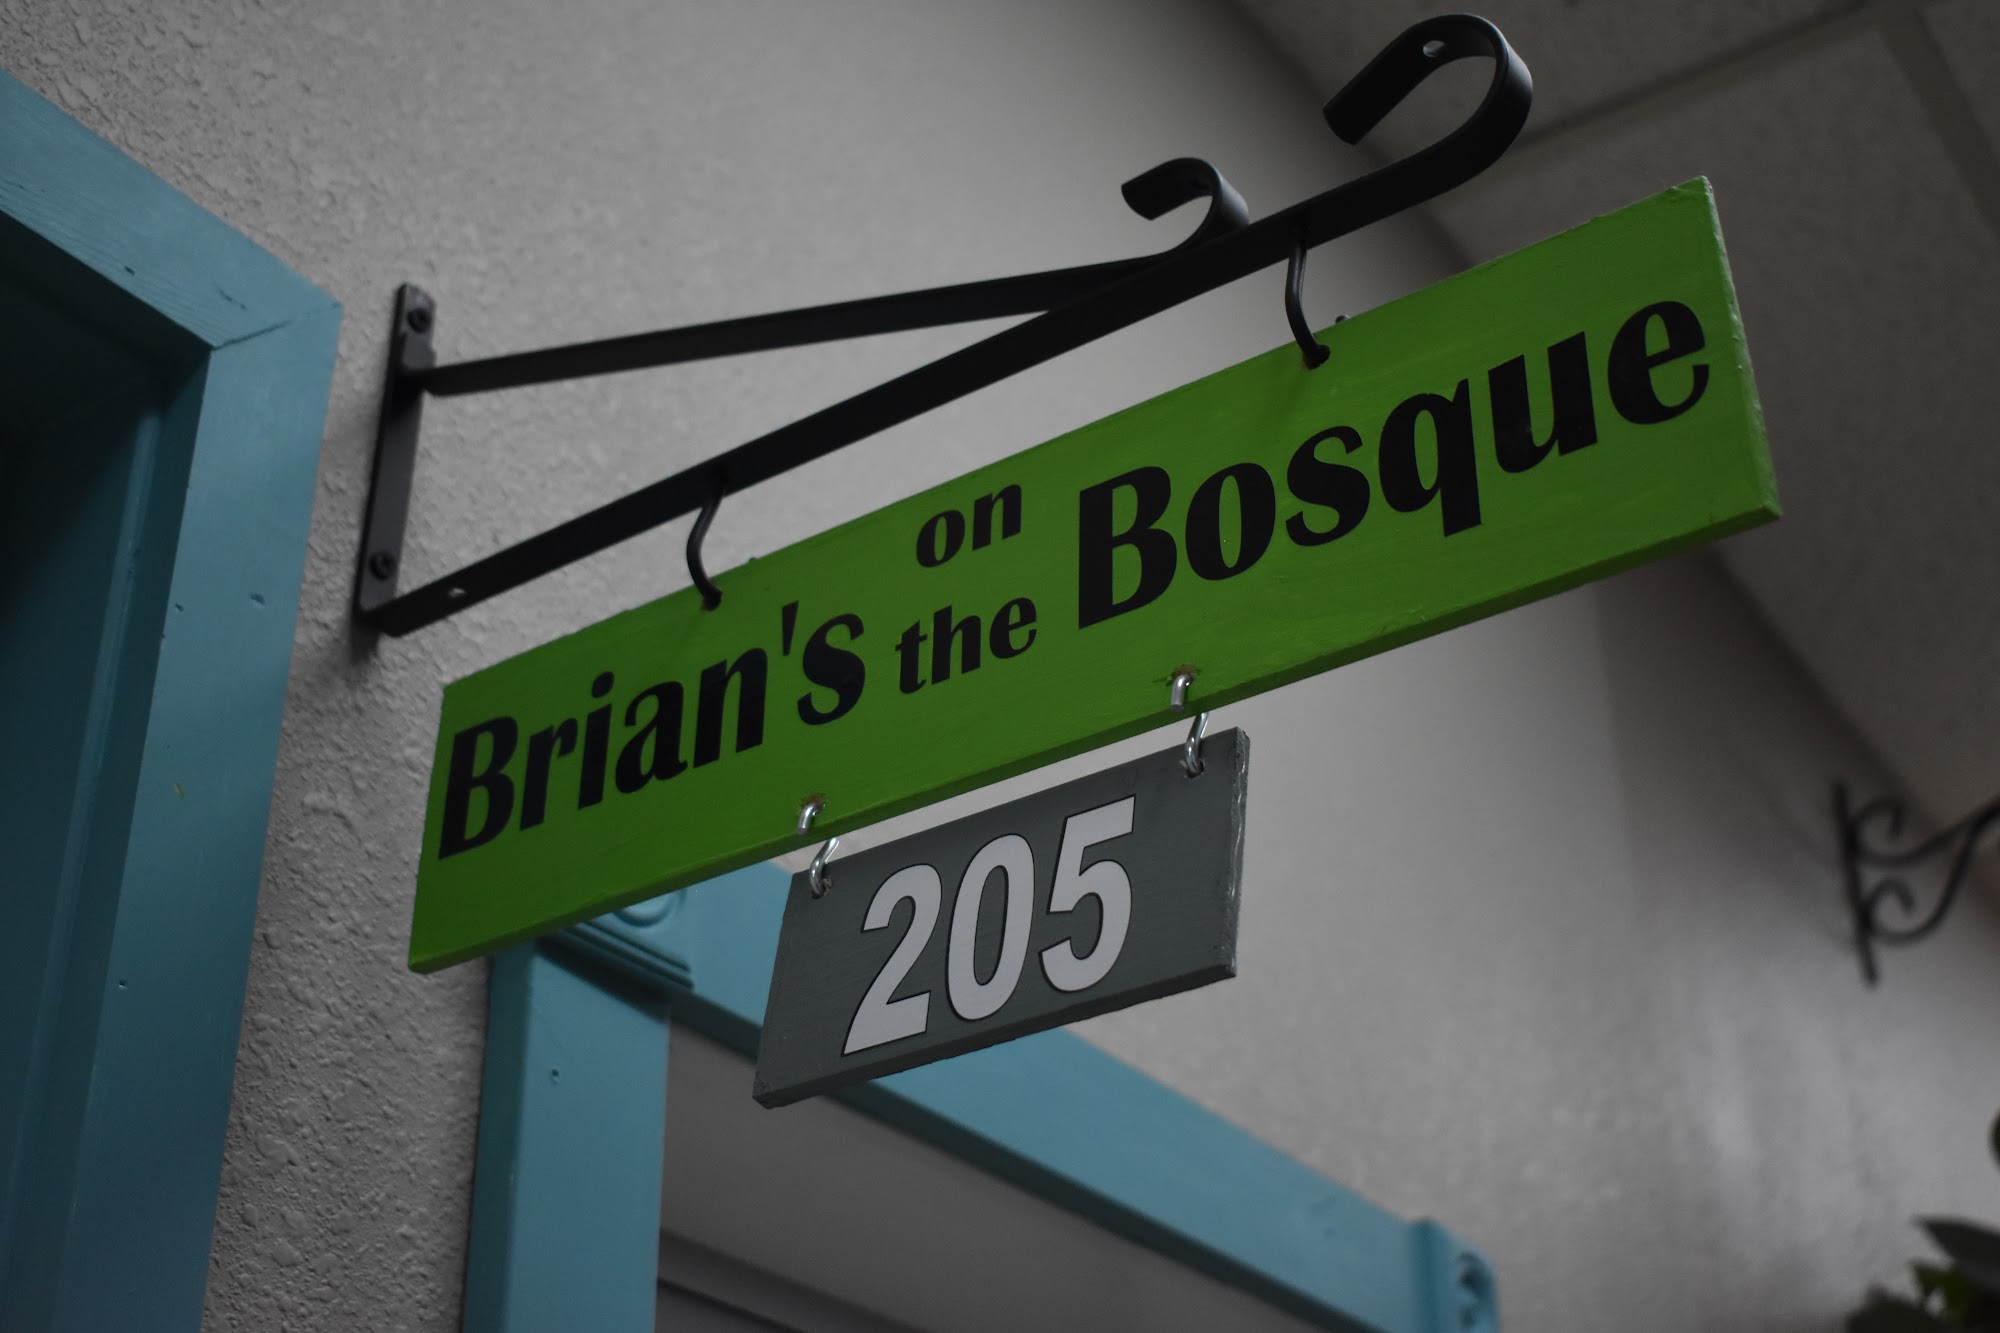 Brian's on the Bosque
205